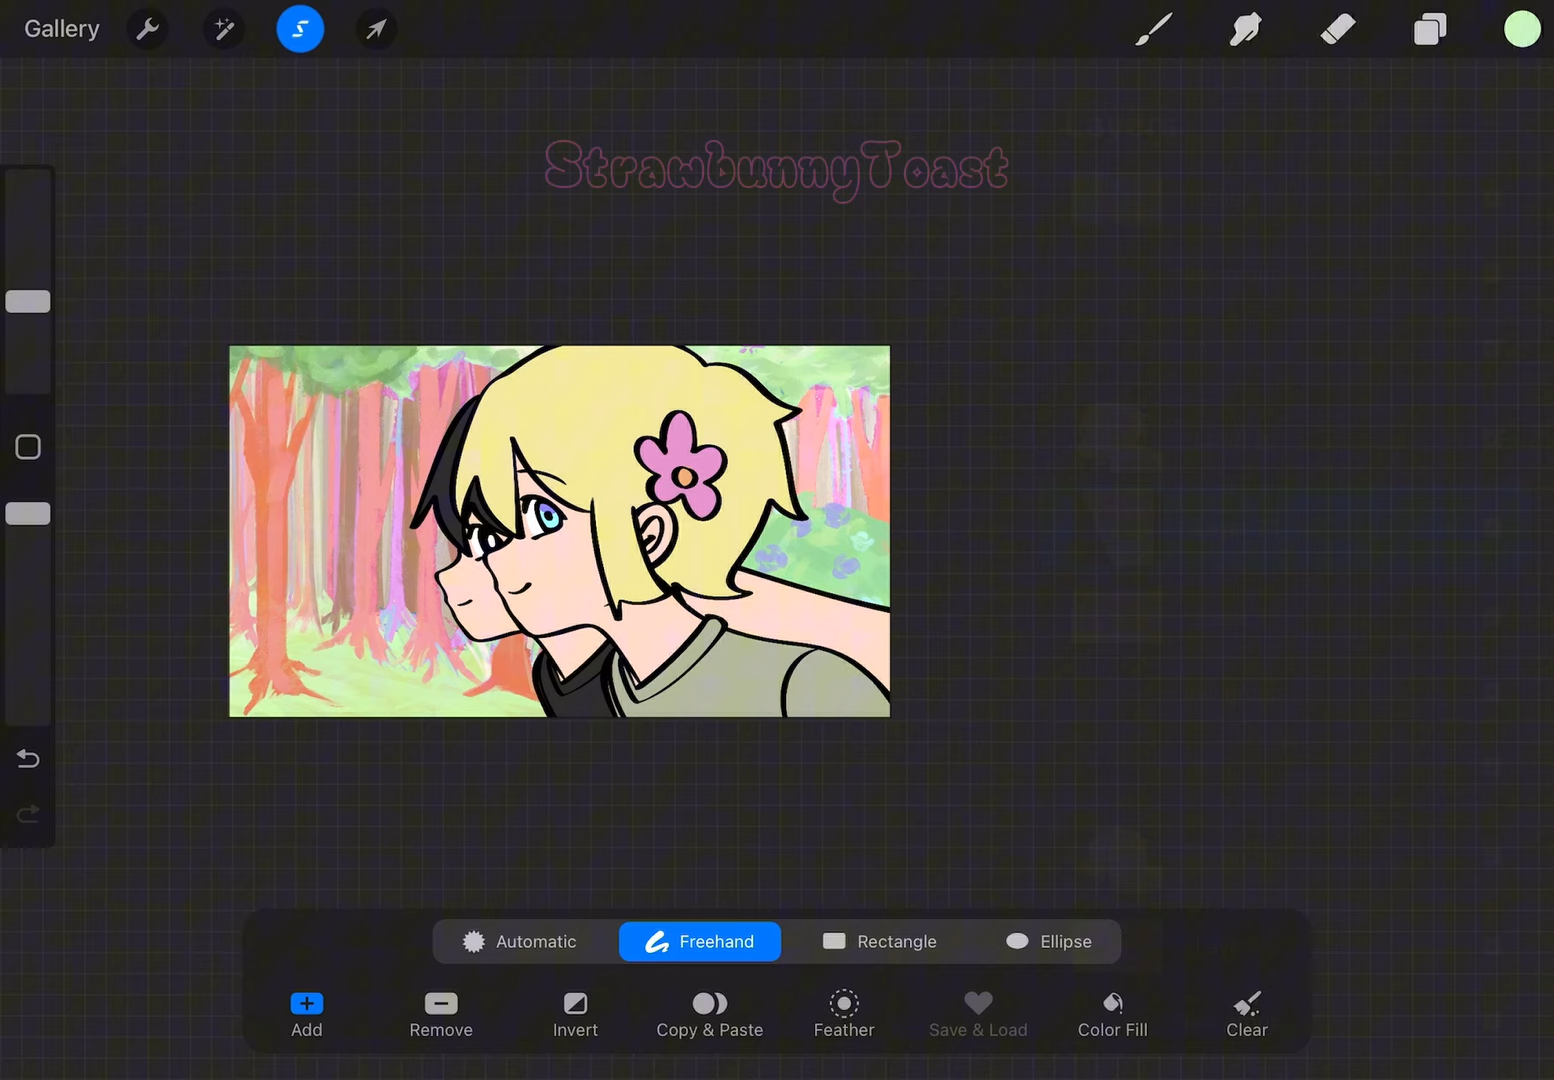 Gallery
StrawbunnyToast
Automatic Freehand Rectangle Ellipse
Add Remove Invert Copy & Paste Feather Save & Load Color Fill Clear